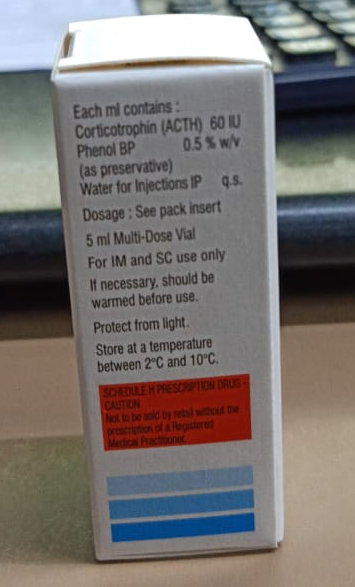 Each ml contains :
Corticotrophin (ACTH) 60 IU
Phenol BP 0.5 % w/v
(as preservative)
Water for Injections IP q.s.
Dosage : See pack insert
5 ml Multi-Dose Vial
For IM and SC use only
If necessary, should be
warmed before use.
Protect from light.
Store at a temperature
between 2°C and 10°C.
SCHEDULE H PRESCRIPTION DRUG -
CAUTION
Not to be sold by retail without the
prescription of a Registered
Medical Practitioner.